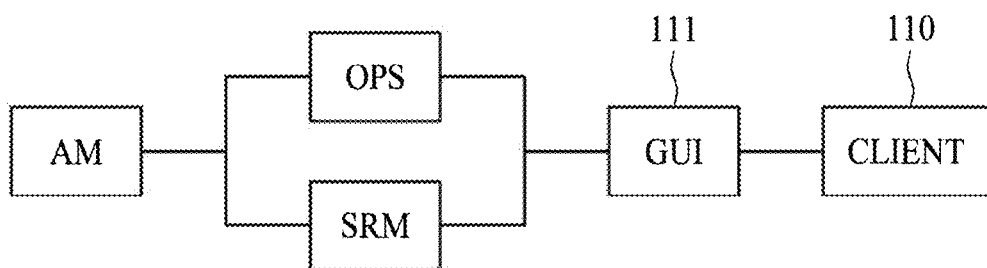 111
110
OPS
AM
GUI
CLIENT
SRM